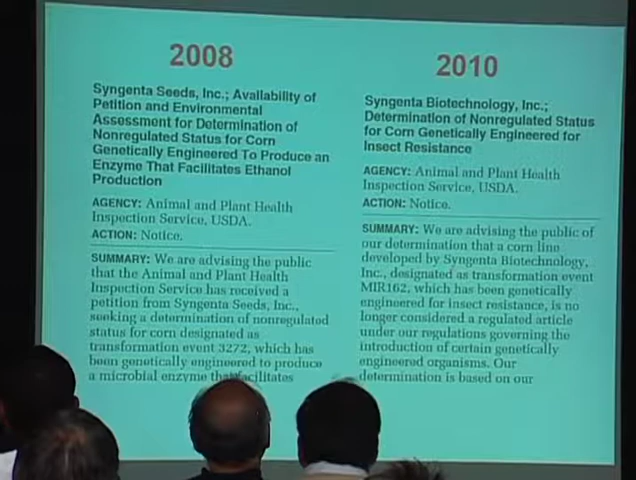 2008
Syngenta Seeds, Inc.; Availability of
Petition and Environmental
Assessment for Determination of
Nonregulated Status for Corn
Genetically Engineered To Produce an
Enzyme That Facilitates Ethanol
Production
AGENCY: Animal and Plant Health
Inspection Service, USDA.
ACTION: Notice.
SUMMARY: We are advising the public
that the Animal and Plant Health
Inspection Service has received a
petition from Syngenta Seeds, Inc.,
seeking a determination of nonregulated
status for corn designated as
transformation event 3272, which has
been genetically engineered to produce
a microbial enzyme that facilitates
2010
Syngenta Biotechnology, Inc.;
Determination of Nonregulated Status
for Corn Genetically Engineered for
Insect Resistance
AGENCY: Animal and Plant Health
Inspection Service, USDA.
ACTION: Notice.
SUMMARY: We are advising the public of
our determination that a corn line
developed by Syngenta Biotechnology,
Inc., designated as transformation event
MIR162, which has been genetically
engineered for insect resistance, is no
longer considered a regulated article
under our regulations governing the
introduction of certain genetically
engineered organisms. Our
determination is based on our